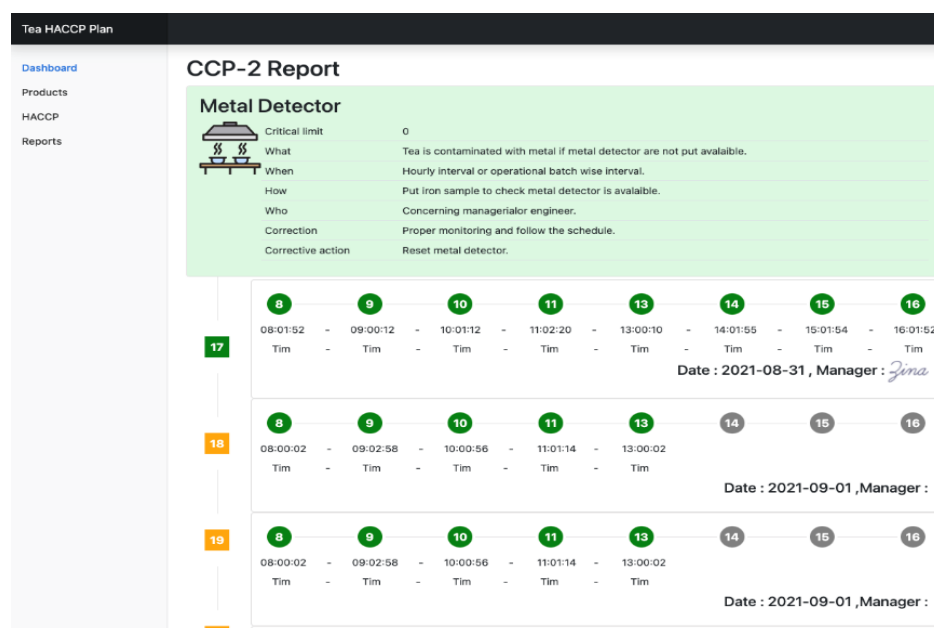 Tea HACCP Plan
Dashboard
Products
HACCP
Reports
CCP-2 Report
Metal Detector
Critical limit 0
What Tea is contaminated with metal if metal detector are not put avalaible.
When Hourly interval or operational batch wise interval.
How Put iron sample to check metal detector is avalaible.
Who Concerning managerialor engineer.
Correction Proper monitoring and follow the schedule.
Corrective action Reset metal detector.
8 9 10 11 13 14 15 16
08:01:52 - 09:00:12 - 10:01:12 - 11:02:20 - 13:00:10 - 14:01:55 - 15:01:54 - 16:01:52
17 Tim - Tim - Tim - Tim - Tim - Tim - Tim - Tim
Date : 2021-08-31 , Manager : Zina
8 9 10 11 13 14 15 16
18 08:00:02 - 09:02:58 - 10:00:56 - 11:01:14 - 13:00:02
Tim - Tim - Tim - Tim - Tim
Date : 2021-09-01 ,Manager :
19 8 9 10 11 13 14 15 16
08:00:02 - 09:02:58 - 10:00:56 - 11:01:14 - 13:00:02
Tim - Tim - Tim - Tim - Tim
Date : 2021-09-01 ,Manager :